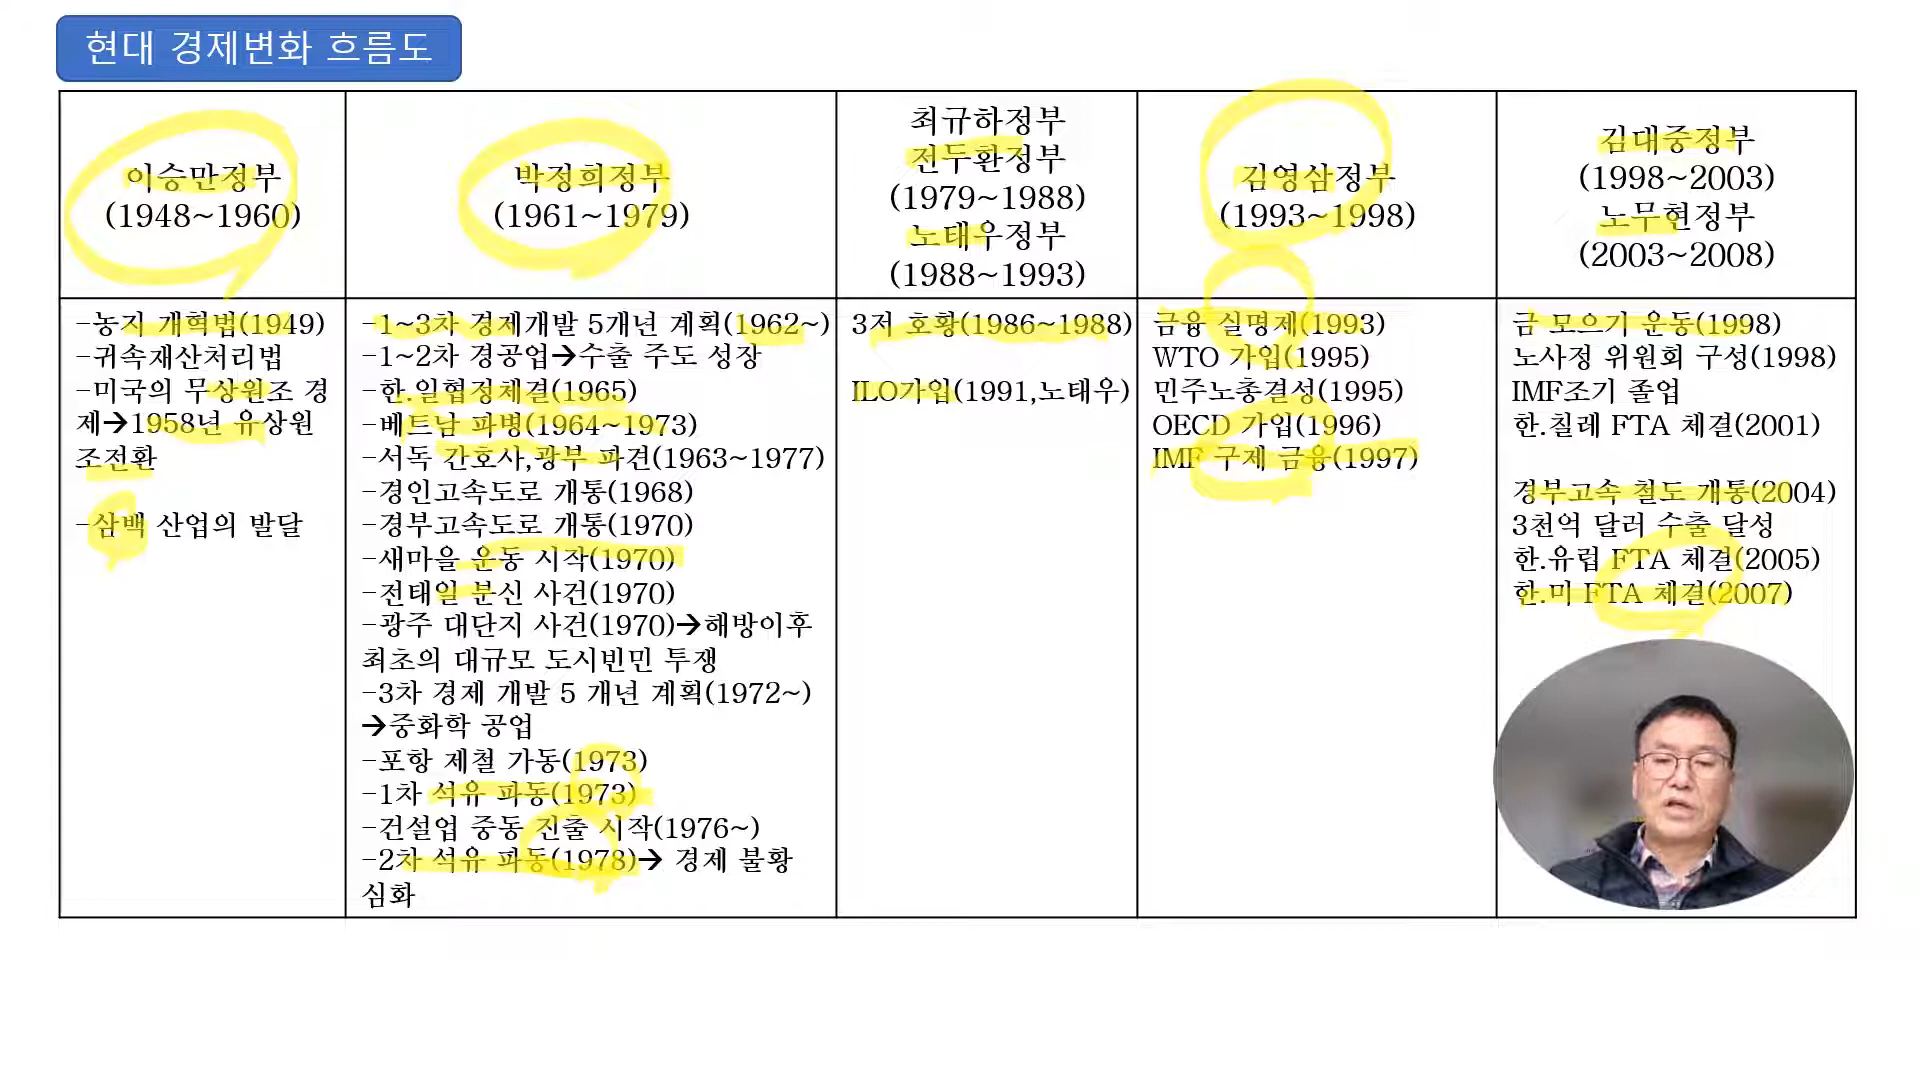 현대 경제변화 흐름도
이승만정부
(1948~1960)
박정희정부
(1961~1979)
최규하정부
전두환정부
(1979~1988)
노태우정부
(1988~1993)
김영삼정부
(1993~1998)
김대중정부
(1998~2003)
노무현정부
(2003~2008)
-농지 개혁법(1949)
-귀속재산처리법
-미국의 무상원조 경
제→1958년 유상원
조전환
-삼백 산업의 발달
-1~3차 경제개발 5개년 계획(1962~)
-1~2차 경공업→수출 주도 성장
-한.일협정체결(1965)
-베트남 파병(1964~1973)
-서독 간호사,광부 파견(1963~1977)
-경인고속도로 개통(1968)
-경부고속도로 개통(1970)
-새마을 운동 시작(1970)
-전태일 분신 사건(1970)
-광주 대단지 사건(1970)→해방이후
최초의 대규모 도시빈민 투쟁
-3차 경제 개발 5 개년 계획(1972~)
→중화학 공업
-포항 제철 가동(1973)
-1차 석유 파동(1973)
-건설업 중동 진출 시작(1976~)
-2차 석유 파동(1978)→ 경제 불황
심화
3저 호황(1986~1988)
ILO가입(1991,노태우)
금융 실명제(1993)
WTO 가입(1995)
민주노총결성(1995)
OECD 가입(1996)
IMF 구제 금융(1997)
금 모으기 운동(1998)
노사정 위원회 구성(1998)
IMF조기 졸업
한.칠레 FTA 체결(2001)
경부고속 철도 개통(2004)
3천억 달러 수출 달성
한.유럽 FTA 체결(2005)
한.미 FTA 체결(2007)